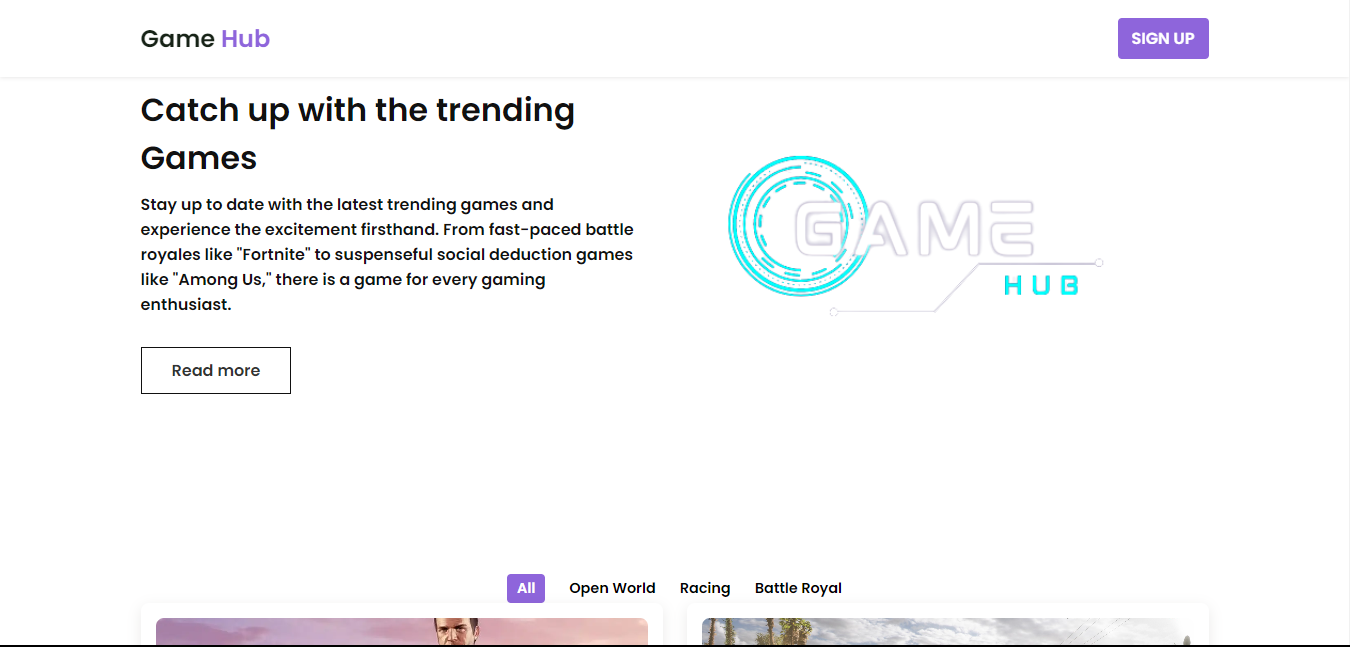 Game Hub
SIGN UP
Catch up with the trending
Games
Stay up to date with the latest trending games and
experience the excitement firsthand. From fast-paced battle
royales like "Fortnite" to suspenseful social deduction games
like "Among Us," there is a game for every gaming
enthusiast.
Read more
GAME
HUB
All
Open World
Racing
Battle Royal